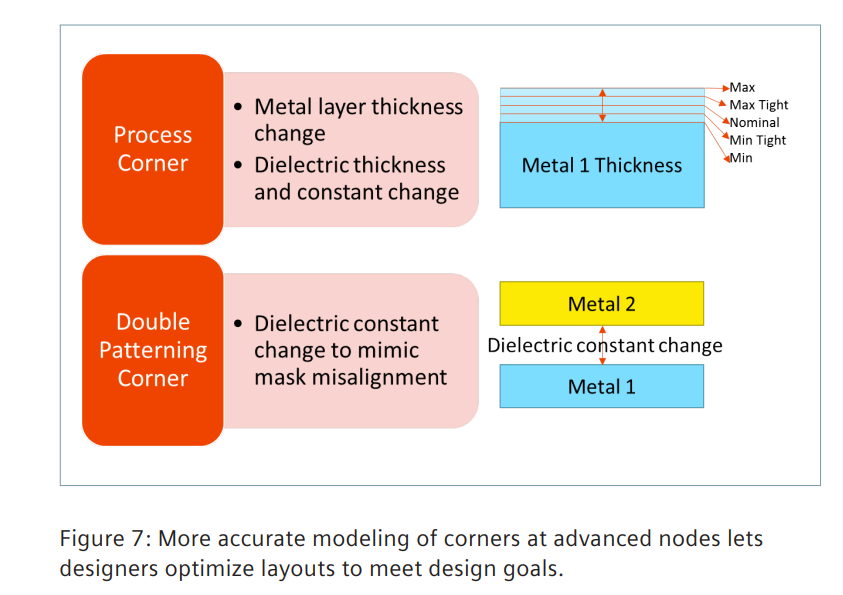 Process
Corner
• Metal layer thickness
change
• Dielectric thickness
and constant change
Max
Max Tight
Nominal
Min Tight
Min
Metal 1 Thickness
Double
Patterning
Corner
• Dielectric constant
change to mimic
mask misalignment
Metal 2
Dielectric constant change
Metal 1
Figure 7: More accurate modeling of corners at advanced nodes lets
designers optimize layouts to meet design goals.